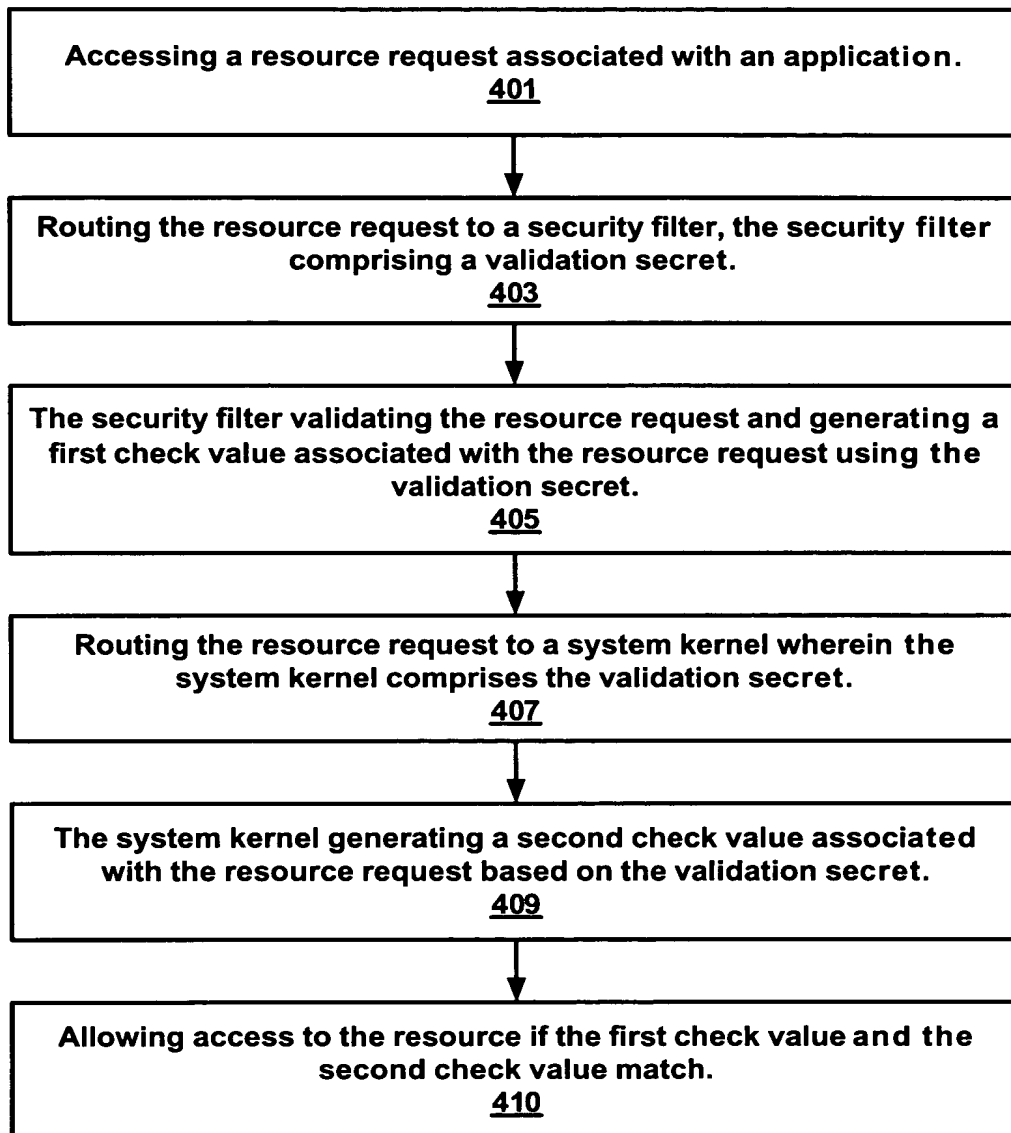 Accessing a resource request associated with an application.
401
Routing the resource request to a security filter, the security filter
comprising a validation secret.
403
The security filter validating the resource request and generating a
first check value associated with the resource request using the
validation secret.
405
Routing the resource request to a system kernel wherein the
system kernel comprises the validation secret.
407
The system kernel generating a second check value associated
with the resource request based on the validation secret.
409
Allowing access to the resource if the first check value and the
second check value match.
410